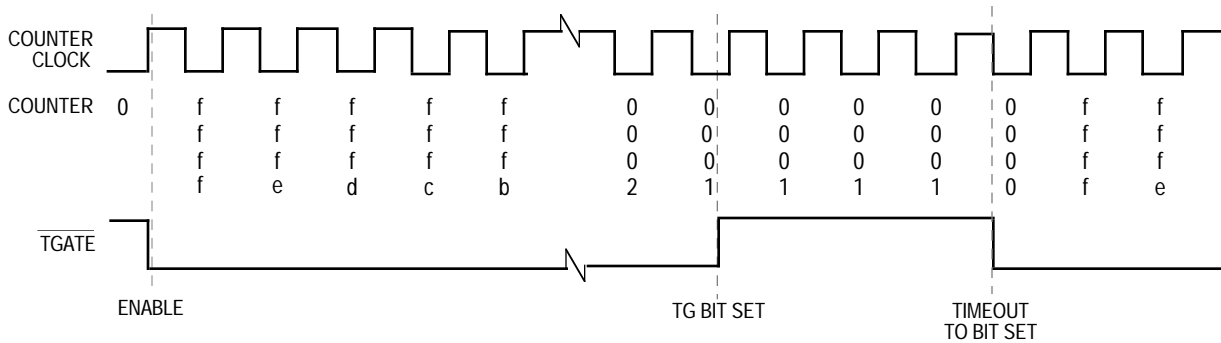 COUNTER
CLOCK
COUNTER 0 f f f f f 0 0 0 0 0 0 f f
f f f f f 0 0 0 0 0 0 f f
f f f f f 0 0 0 0 0 0 f f
f e d c b 2 1 1 1 1 0 f e
TGATE
ENABLE
TG BIT SET
TIMEOUT
TO BIT SET